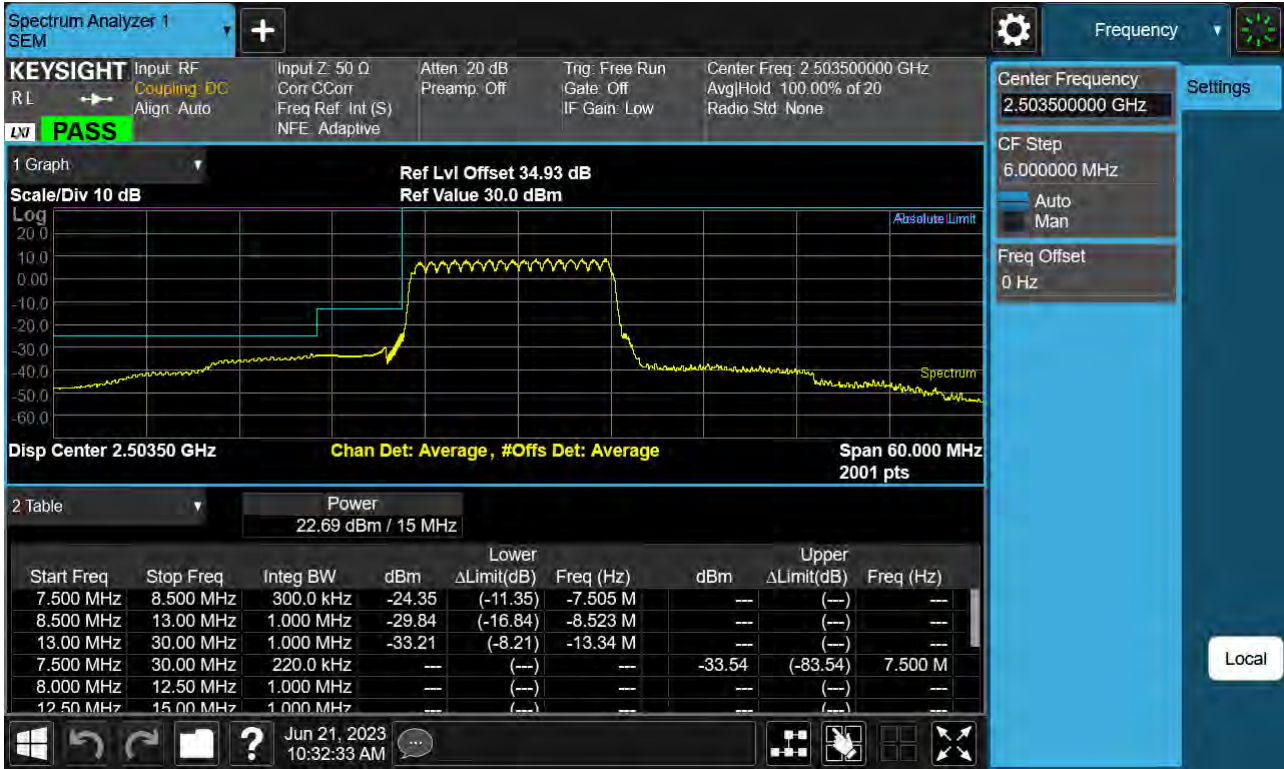 Spectrum Analyzer 1
SEM
Frequency
KEYSIGHT
RL
LXI
PASS
Input: RF
Coupling: DC
Align: Auto
Input Z: 50 Ω
Corr CCorr
Freq Ref: Int (S)
NFE: Adaptive
Atten: 20 dB
Preamp: Off
Trig: Free Run
Gate: Off
IF Gain: Low
Center Freq: 2.503500000 GHz
Avg|Hold: 100.00% of 20
Radio Std: None
Center Frequency
2.503500000 GHz
Settings
CF Step
6.000000 MHz
Auto
Man
Freq Offset
0 Hz
Local
1 Graph
Scale/Div 10 dB
Ref Lvl Offset 34.93 dB
Ref Value 30.0 dBm
Log
20.0
10.0
0.00
-10.0
-20.0
-30.0
-40.0
-50.0
-60.0
Limit
Spectrum
Disp Center 2.50350 GHz
Chan Det: Average, #Offs Det: Average
Span 60.000 MHz
2001 pts
2 Table
Power
22.69 dBm / 15 MHz
Lower Upper
Start Freq Stop Freq Integ BW dBm ΔLimit(dB) Freq (Hz) dBm ΔLimit(dB) Freq (Hz)
7.500 MHz 8.500 MHz 300.0 kHz -24.35 (-11.35) -7.505 M --- (---) ---
8.500 MHz 13.00 MHz 1.000 MHz -29.84 (-16.84) -8.523 M --- (---) ---
13.00 MHz 30.00 MHz 1.000 MHz -33.21 (-8.21) -13.34 M --- (---) ---
7.500 MHz 30.00 MHz 220.0 kHz --- (---) --- -33.54 (-83.54) 7.500 M
8.000 MHz 12.50 MHz 1.000 MHz --- (---) --- --- (---) ---
12.50 MHz 15.00 MHz 1.000 MHz --- (---) --- --- (---) ---
Jun 21, 2023
10:32:33 AM